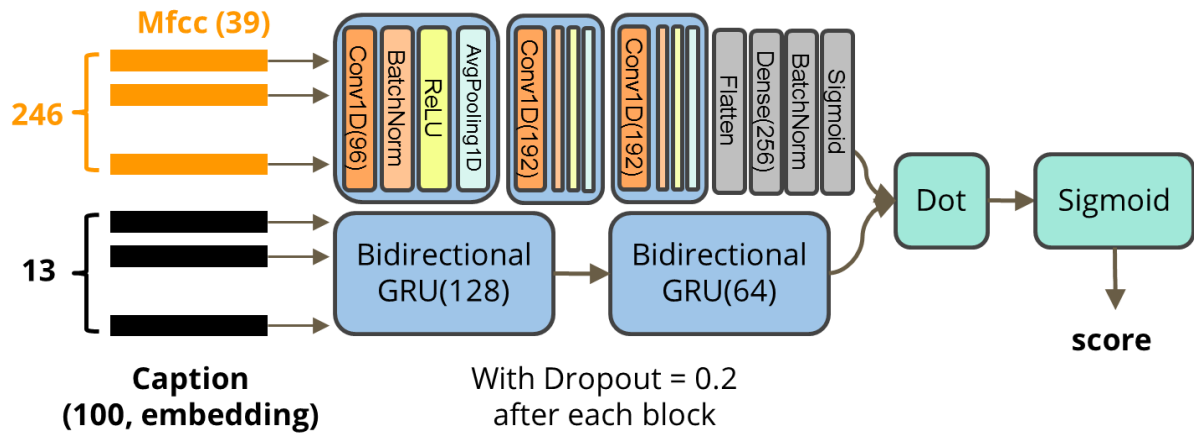 Mfcc (39)
246
Conv1D(96)
BatchNorm
ReLU
AvgPooling1D
Conv1D(192)
Conv1D(192)
Flatten
Dense(256)
BatchNorm
Sigmoid
Dot
Sigmoid
score
13
Bidirectional
GRU(128)
Bidirectional
GRU(64)
Caption
(100, embedding)
With Dropout = 0.2
after each block